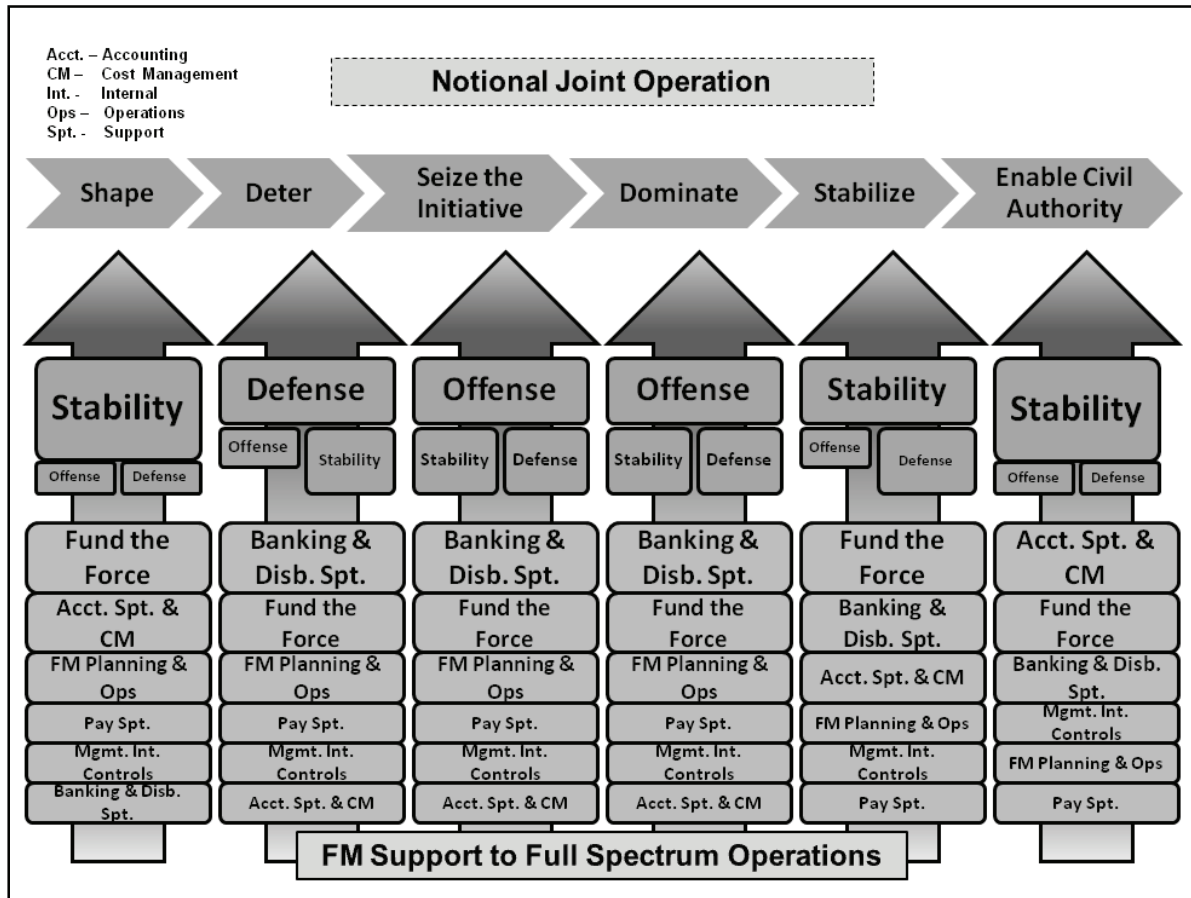 Acct. – Accounting
CM – Cost Management
Int. - Internal
Ops – Operations
Spt. - Support
Notional Joint Operation
Shape
Deter
Seize the
Initiative
Dominate
Stabilize
Enable Civil
Authority
Stability
Offense
Defense
Fund the
Force
Acct. Spt. &
CM
FM Planning &
Ops
Pay Spt.
Mgmt. Int.
Controls
Banking & Disb.
Spt.
Defense
Offense
Stability
Banking &
Disb. Spt.
Fund the
Force
FM Planning &
Ops
Pay Spt.
Mgmt. Int.
Controls
Acct. Spt. & CM
Offense
Stability
Defense
Banking &
Disb. Spt.
Fund the
Force
FM Planning &
Ops
Pay Spt.
Mgmt. Int.
Controls
Acct. Spt. & CM
Offense
Stability
Defense
Banking &
Disb. Spt.
Fund the
Force
FM Planning &
Ops
Pay Spt.
Mgmt. Int.
Controls
Acct. Spt. & CM
Stability
Offense
Defense
Fund the
Force
Banking &
Disb. Spt.
Acct. Spt. & CM
FM Planning & Ops
Mgmt. Int.
Controls
Pay Spt.
Stability
Offense
Defense
Acct. Spt. &
CM
Fund the
Force
Banking & Disb.
Spt.
Mgmt. Int.
Controls
FM Planning & Ops
Pay Spt.
FM Support to Full Spectrum Operations